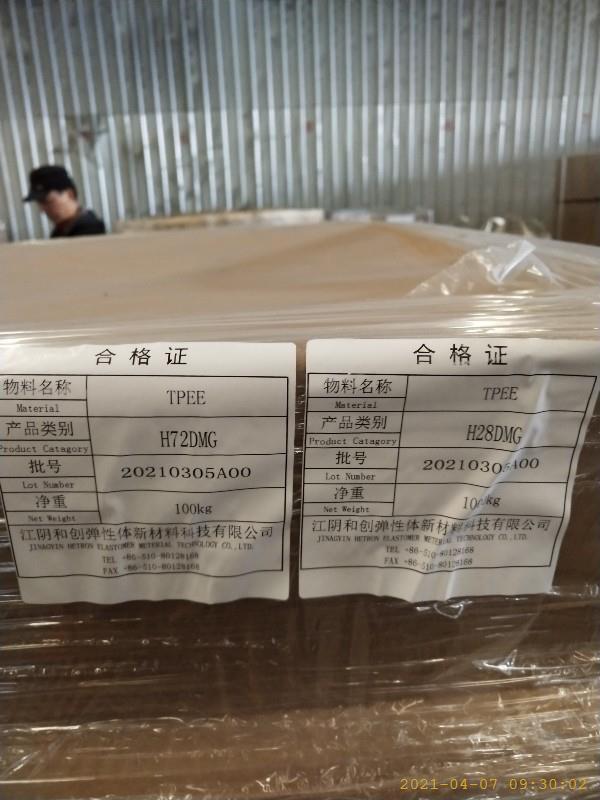 合格证
物料名称 TPEE
Material
产品类别 H72DMG
Product Catagory
批号 20210305A00
Lot Number
净重 100kg
Net Weight
江阴和创弹性体新材料科技有限公司
JINAGYIN HETRON ELASTOMER METERIAL TECHNOLOGY CO.,LTD.
TEL +86-510-80128168
FAX +86-510-80128168
合格证
物料名称 TPEE
Material
产品类别 H28DMG
Product Catagory
批号 20210305A00
Lot Number
净重 100kg
Net Weight
江阴和创弹性体新材料科技有限公司
JINAGYIN HETRON ELASTOMER METERIAL TECHNOLOGY CO.,LTD.
TEL +86-510-80128168
FAX +86-510-80128168
2021-04-07 09:30:02